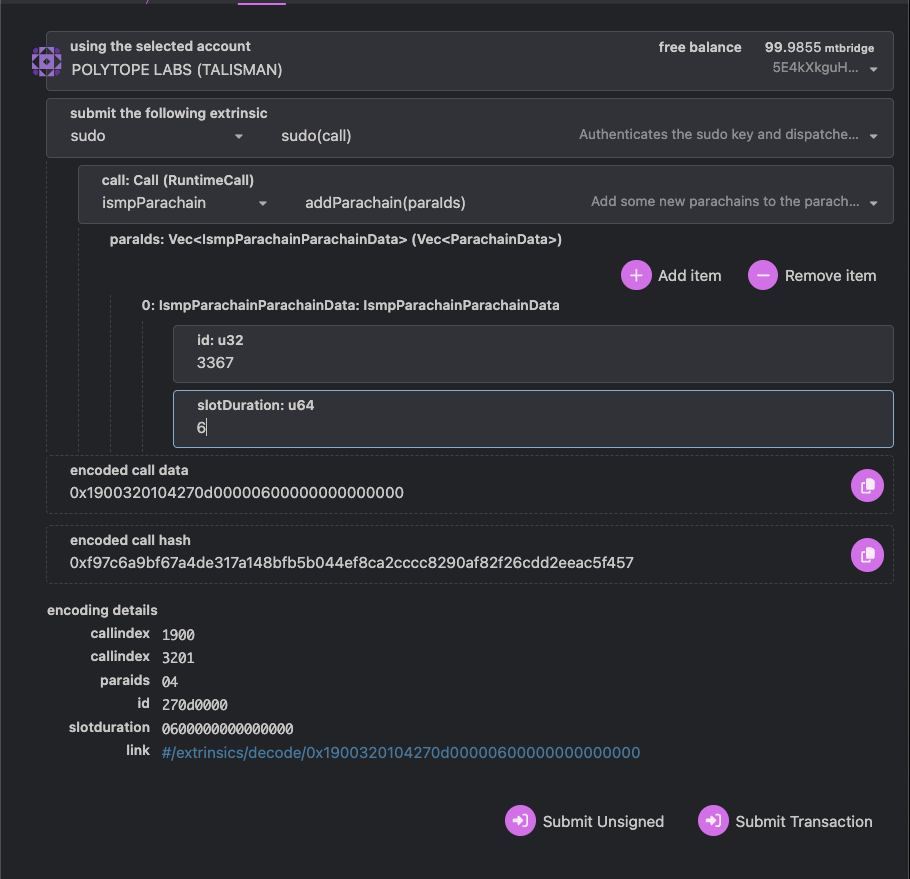 using the selected account
POLYTOPE LABS (TALISMAN)
free balance 99.9855 mtbridge
5E4kXkguH...
submit the following extrinsic
sudo sudo(call) Authenticates the sudo key and dispatche...
call: Call (RuntimeCall)
ismpParachain addParachain(paraIds) Add some new parachains to the parach...
paraIds: Vec<IsmpParachainParachainData> (Vec<ParachainData>)
Add item Remove item
0: IsmpParachainParachainData: IsmpParachainParachainData
id: u32
3367
slotDuration: u64
6
encoded call data
0x1900320104270d00000600000000000000
encoded call hash
0xf97c6a9bf67a4de317a148bfb5b044ef8ca2cccc8290af82f26cdd2eeac5f457
encoding details
callindex 1900
callindex 3201
paraids 04
id 270d0000
slotduration 0600000000000000
link #/extrinsics/decode/0x1900320104270d00000600000000000000
Submit Unsigned Submit Transaction